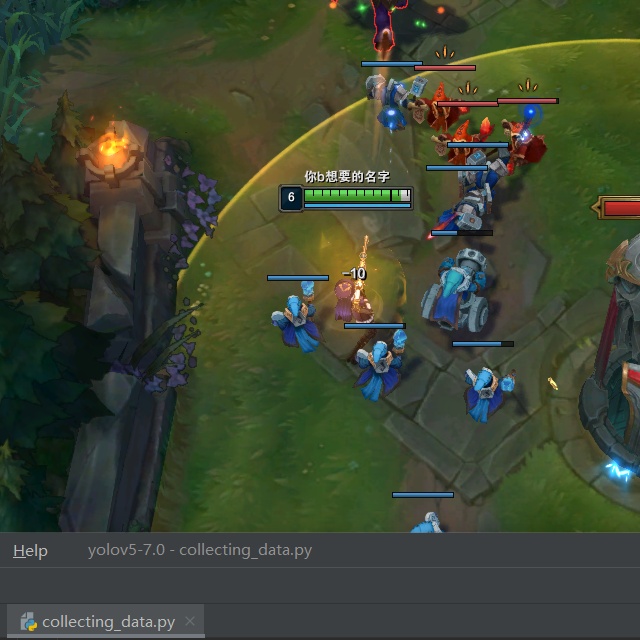 你b想要的名字
6
-10
Help
yolov5-7.0 - collecting_data.py
collecting_data.py